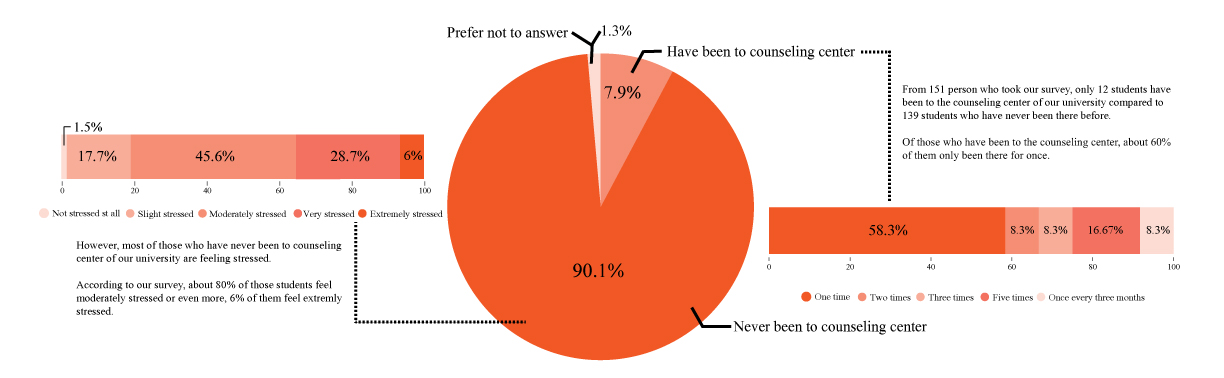 Prefer not to answer
1.3%
Have been to counseling center
7.9%
90.1%
Never been to counseling center
1.5%
17.7%
45.6%
28.7%
6%
0 20 40 60 80 100
Not stressed st all Slight stressed Moderately stressed Very stressed Extremely stressed
However, most of those who have never been to counseling
center of our university are feeling stressed.
According to our survey, about 80% of those students feel
moderately stressed or even more, 6% of them feel extremly
stressed.
From 151 person who took our survey, only 12 students have
been to the counseling center of our university compared to
139 students who have never been there before.
Of those who have been to the counseling center, about 60%
of them only been there for once.
58.3%
8.3%
8.3%
16.67%
8.3%
0 20 40 60 80 100
One time Two times Three times Five times Once every three months